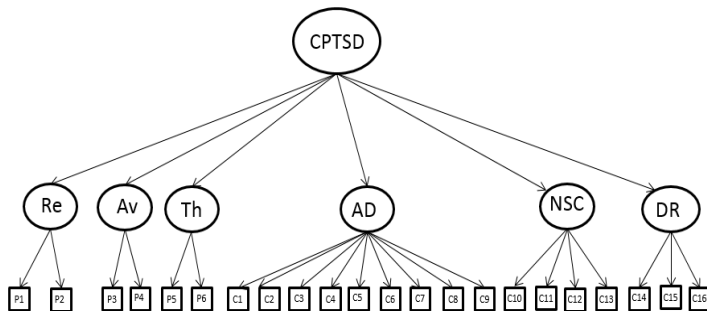 CPTSD
Re Av Th AD NSC DR
P1 P2 P3 P4 P5 P6 C1 C2 C3 C4 C5 C6 C7 C8 C9 C10 C11 C12 C13 C14 C15 C16